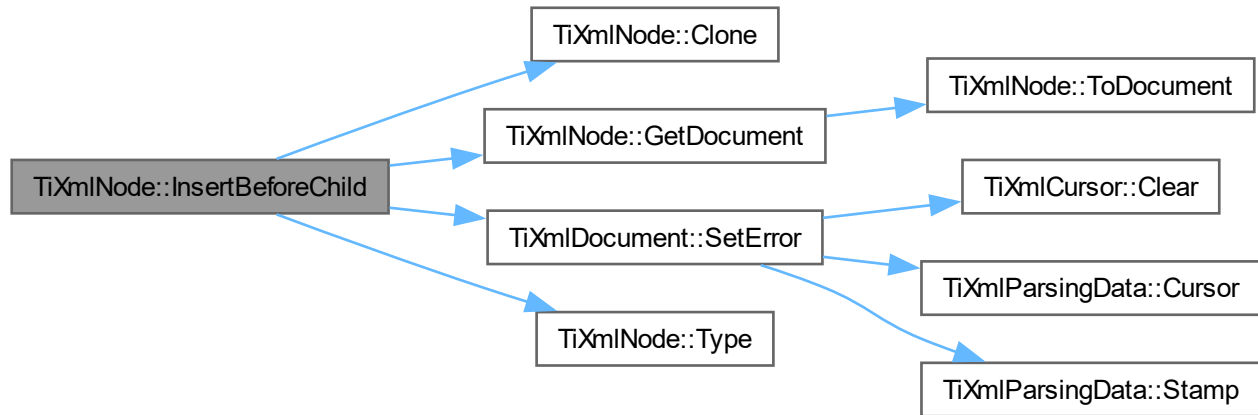 TiXmlNode::Clone
TiXmlNode::ToDocument
TiXmlNode::GetDocument
TiXmlNode::InsertBeforeChild
TiXmlCursor::Clear
TiXmlDocument::SetError
TiXmlParsingData::Cursor
TiXmlNode::Type
TiXmlParsingData::Stamp